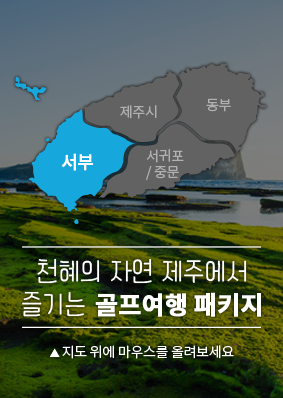 제주시
동부
서부
서귀포
/ 중문
천혜의 자연 제주에서
즐기는 골프여행 패키지
▲지도 위에 마우스를 올려보세요